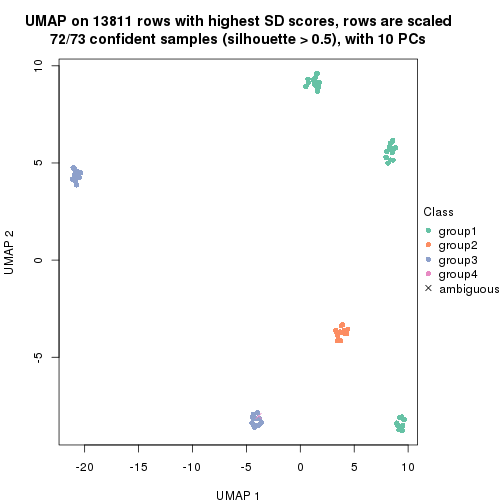 UMAP on 13811 rows with highest SD scores, rows are scaled
72/73 confident samples (silhouette > 0.5), with 10 PCs
10
5
0
-5
UMAP 2
-20
-15
-10
-5
0
5
10
UMAP 1
Class
group1
group2
group3
group4
ambiguous